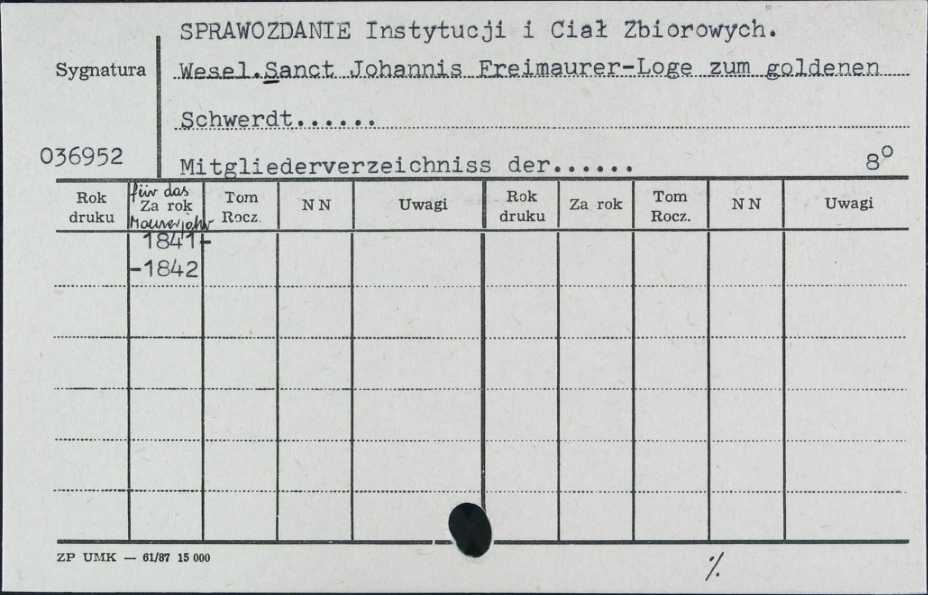 SPRAWOZDANIE Instytucji i Ciał Zbiorowych.
Sygnatura
Wesel.Sanct Johannis Freimaurer-Loge zum goldenen
Schwerdt......
036952
Mitgliederverzeichniss der......
8°
Rok druku | für das Za rok Maurerjahr | Tom Rocz. | N N | Uwagi | Rok druku | Za rok | Tom Rocz. | N N | Uwagi
1841-
-1842
ZP UMK — 61/87 15 000